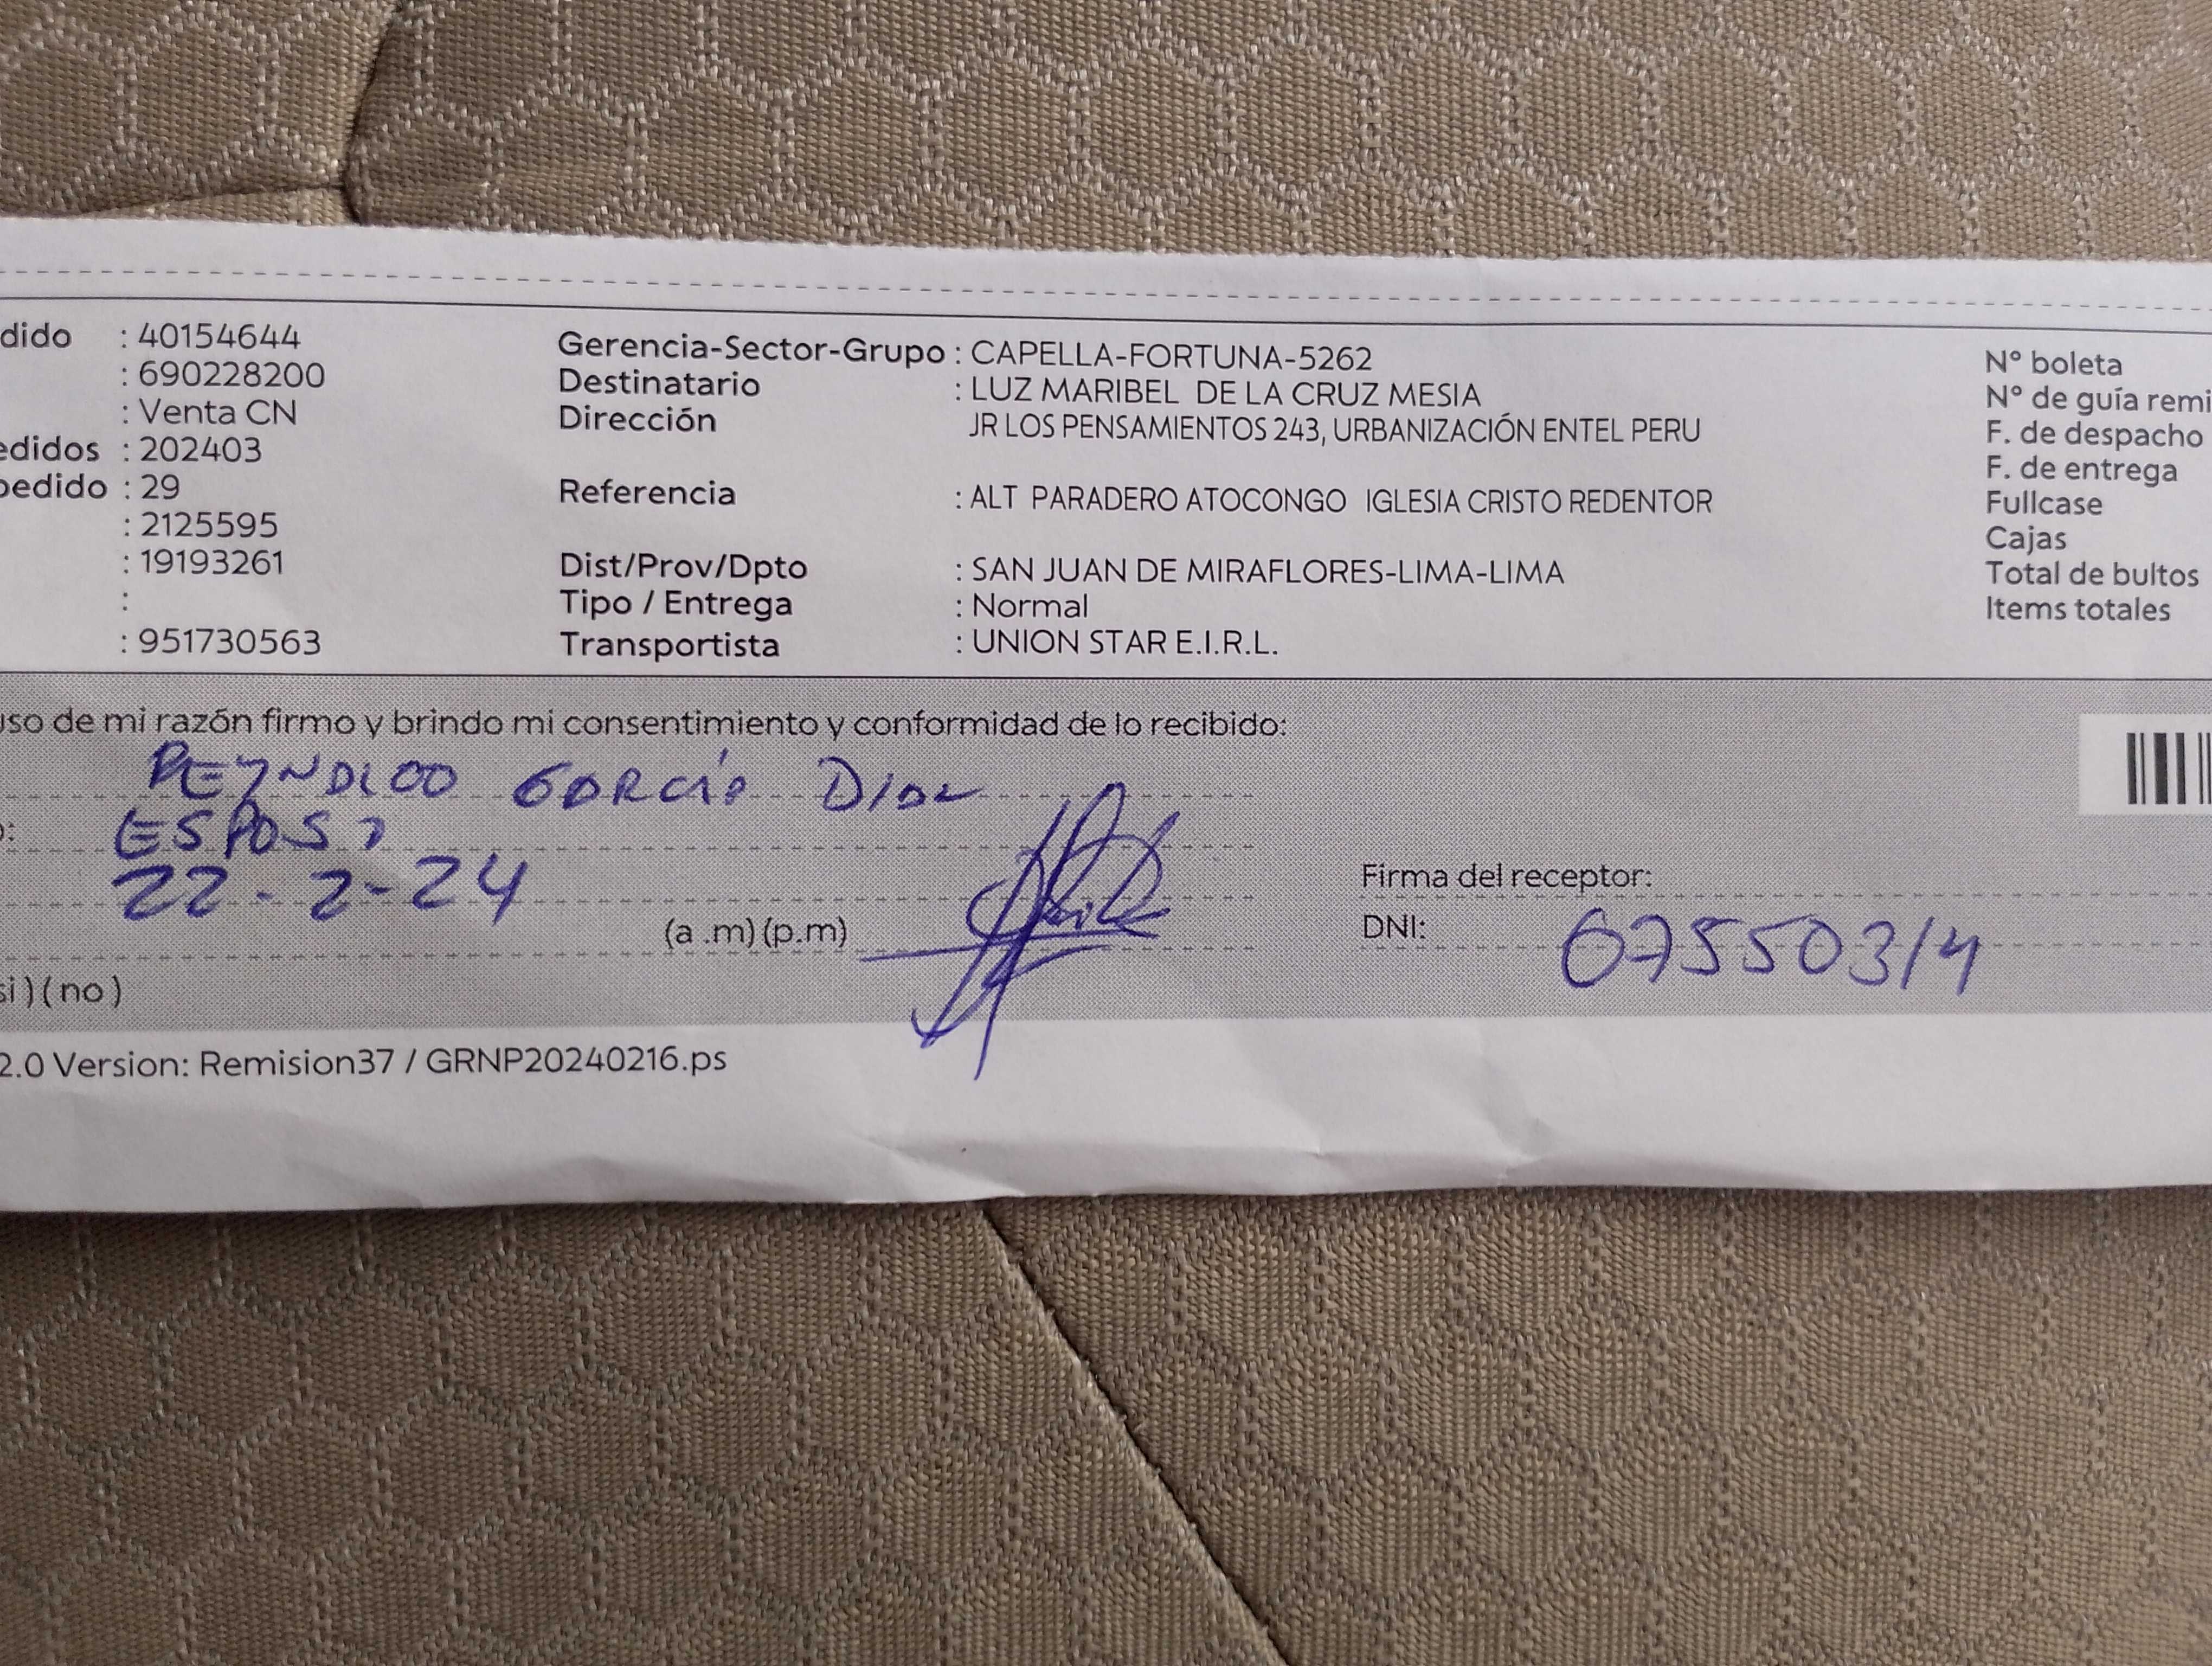 dido : 40154644 Gerencia-Sector-Grupo : CAPELLA-FORTUNA-5262 N° boleta
: 690228200 Destinatario : LUZ MARIBEL DE LA CRUZ MESIA N° de guía remi
: Venta CN Dirección JR LOS PENSAMIENTOS 243, URBANIZACIÓN ENTEL PERU F. de despacho
edidos : 202403 F. de entrega
pedido : 29 Referencia : ALT PARADERO ATOCONGO IGLESIA CRISTO REDENTOR Fullcase
: 2125595 Cajas
: 19193261 Dist/Prov/Dpto : SAN JUAN DE MIRAFLORES-LIMA-LIMA Total de bultos
: Tipo / Entrega : Normal Items totales
: 951730563 Transportista : UNION STAR E.I.R.L.
uso de mi razón firmo y brindo mi consentimiento y conformidad de lo recibido:
GARCÍA DIAZ
o:
22-2-24 Firma del receptor:
(a .m) (p.m) DNI: 07550314
si ) ( no )
2.0 Version: Remision37 / GRNP20240216.ps